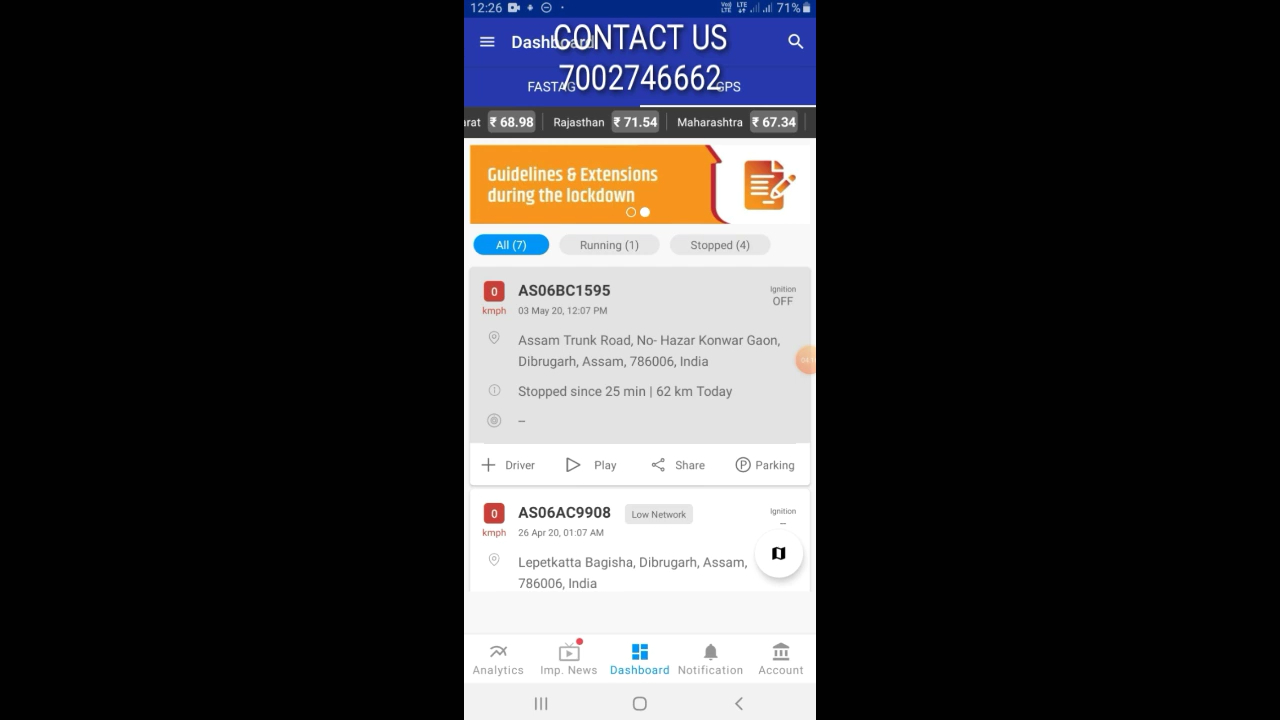 12:26 71%
CONTACT US
Dashboard
7002746662
FASTAG GPS
arat ₹ 68.98 Rajasthan ₹ 71.54 Maharashtra ₹ 67.34
Guidelines & Extensions
during the lockdown
All (7) Running (1) Stopped (4)
0 AS06BC1595 Ignition
kmph 03 May 20, 12:07 PM OFF
Assam Trunk Road, No- Hazar Konwar Gaon,
Dibrugarh, Assam, 786006, India
Stopped since 25 min | 62 km Today
--
Driver Play Share P Parking
0 AS06AC9908 Low Network Ignition
kmph 26 Apr 20, 01:07 AM --
Lepetkatta Bagisha, Dibrugarh, Assam,
786006, India
Analytics Imp. News Dashboard Notification Account